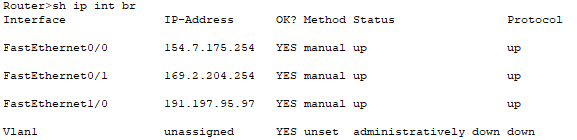 Router>sh ip int br
Interface IP-Address OK? Method Status Protocol
FastEthernet0/0 154.7.175.254 YES manual up up
FastEthernet0/1 169.2.204.254 YES manual up up
FastEthernet1/0 191.197.95.97 YES manual up up
Vlan1 unassigned YES unset administratively down down